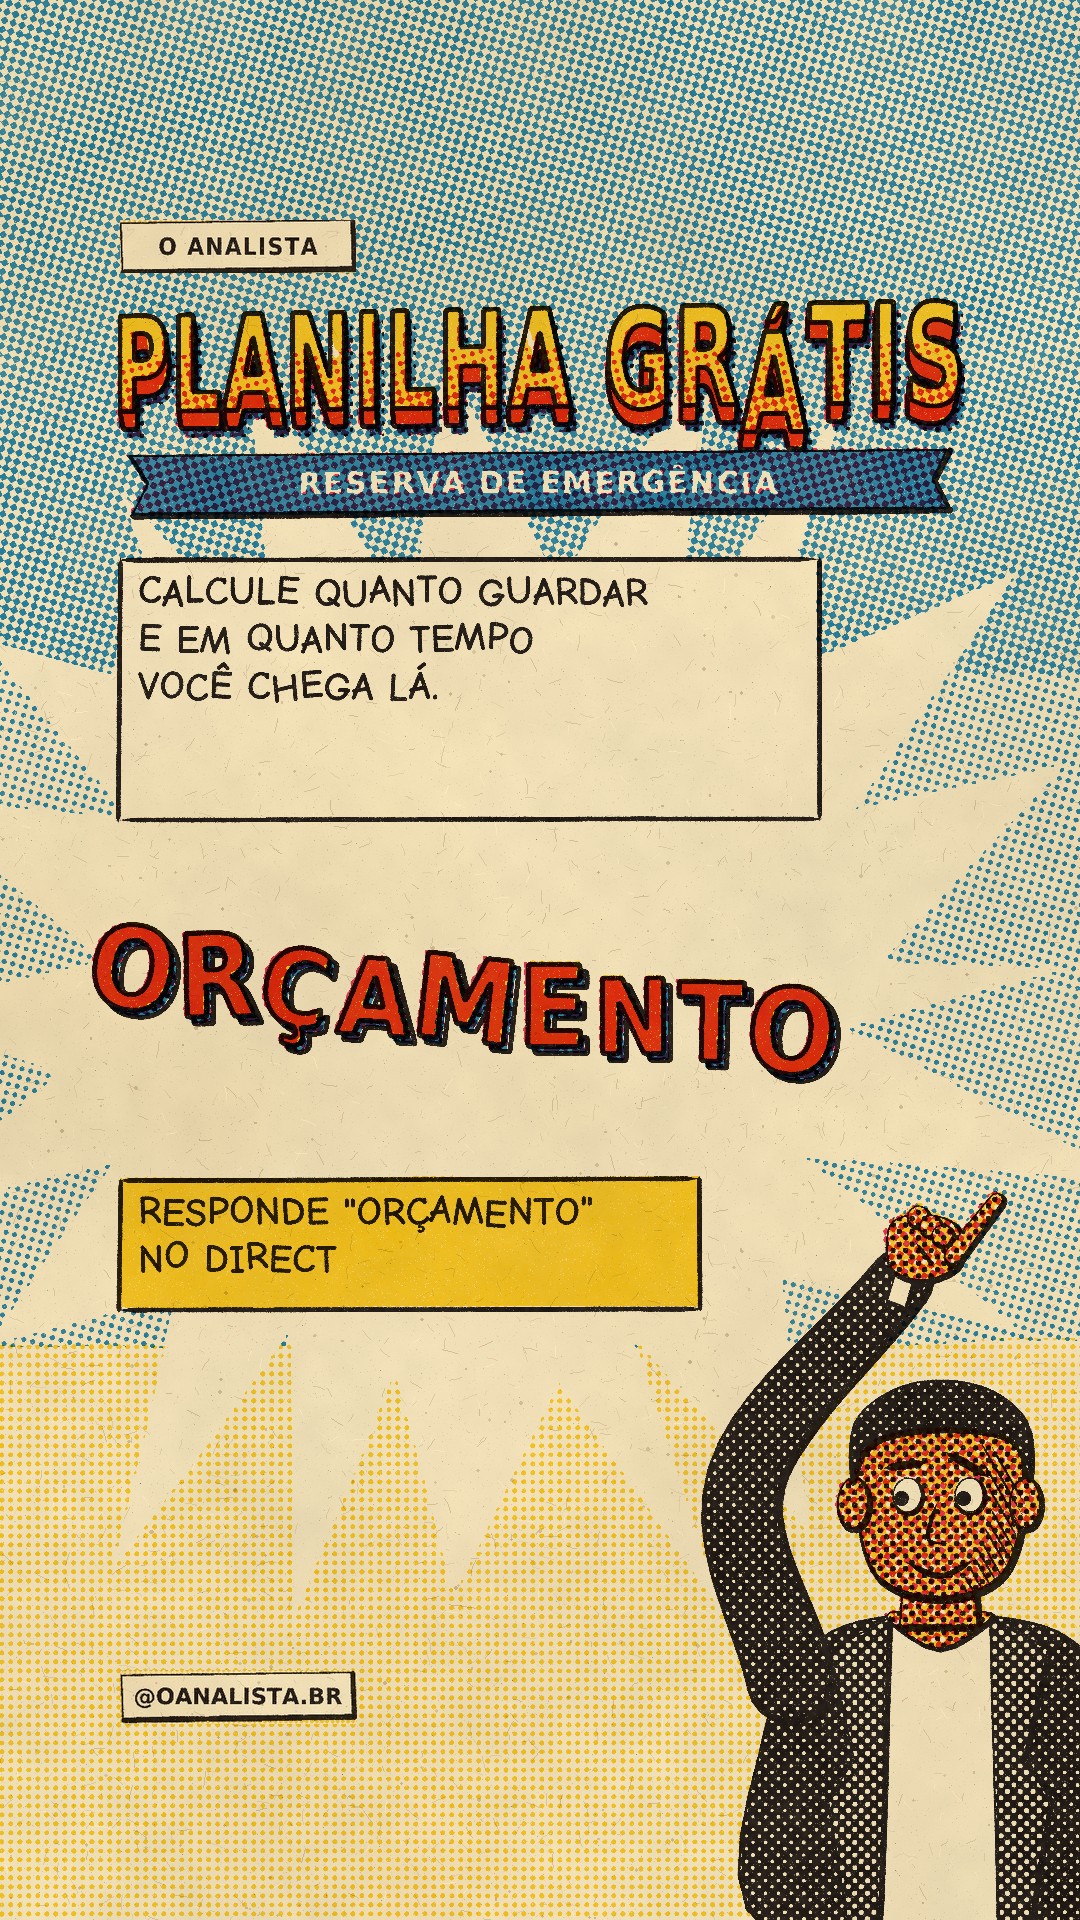 O ANALISTA
PLANILHA GRÁTIS
RESERVA DE EMERGÊNCIA
CALCULE QUANTO GUARDAR
E EM QUANTO TEMPO
VOCÊ CHEGA LÁ.
ORÇAMENTO
RESPONDE "ORÇAMENTO"
NO DIRECT
@OANALISTA.BR